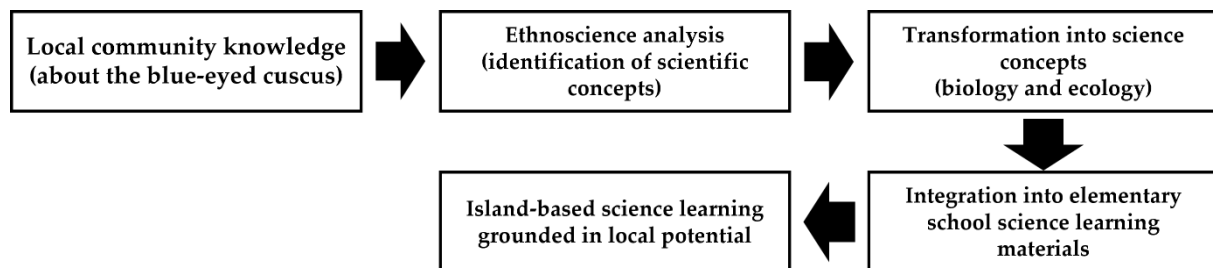 Local community knowledge
(about the blue-eyed cuscus)
Ethnoscience analysis
(identification of scientific
concepts)
Transformation into science
concepts
(biology and ecology)
Integration into elementary
school science learning
materials
Island-based science learning
grounded in local potential